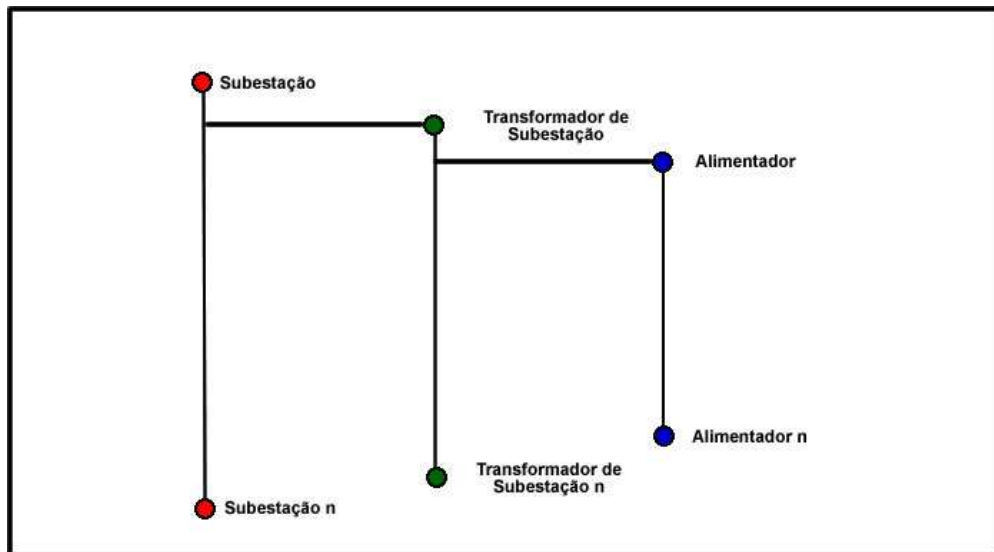 Subestação
Transformador de
Subestação
Alimentador
Alimentador n
Transformador de
Subestação n
Subestação n